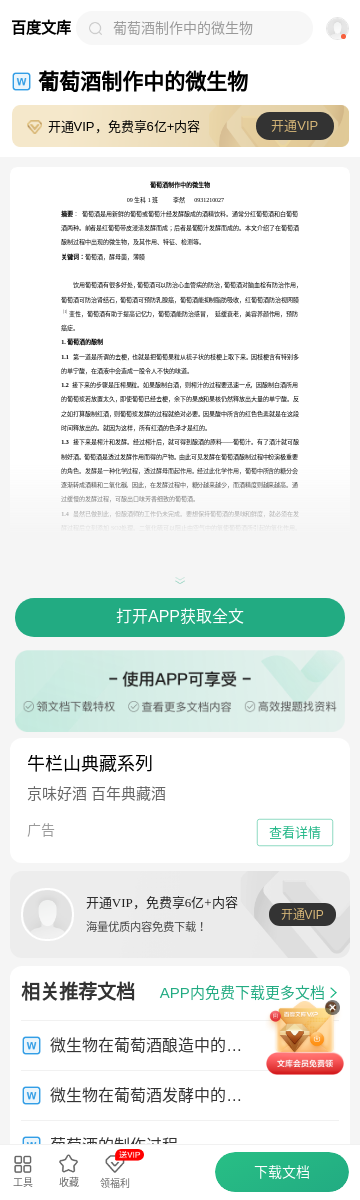 百度文库
葡萄酒制作中的微生物
葡萄酒制作中的微生物
开通VIP，免费享6亿+内容
开通VIP
葡萄酒制作中的微生物
09 生科 1 班 李然 0931210027
摘要： 葡萄酒是用新鲜的葡萄或葡萄汁经发酵酿成的酒精饮料。通常分红葡萄酒和白葡萄
酒两种。前者是红葡萄带皮浸渍发酵而成；后者是葡萄汁发酵而成的。本文介绍了在葡萄酒
酿制过程中出现的微生物，及其作用、特征、检测等。
关键词：葡萄酒，酵母菌，薄膜
饮用葡萄酒有很多好处，葡萄酒可以防治心血管病的防治，葡萄酒对脑血栓有防治作用，
葡萄酒可防治肾结石，葡萄酒可预防乳腺癌，葡萄酒能抑制脂肪吸收，红葡萄酒防治视网膜
[1]变性，葡萄酒有助于提高记忆力，葡萄酒能防治感冒， 延缓衰老，美容养颜作用，预防
癌症。
1. 葡萄酒的酿制
1.1 第一道是所谓的去梗，也就是把葡萄果粒从梳子状的枝梗上取下来。因枝梗含有特别多
的单宁酸，在酒液中会造成一股令人不快的味道。
1.2 接下来的步骤是压榨果粒。如果酿制白酒，则榨汁的过程要迅速一点，因酿制白酒所用
的葡萄浆若放置太久，即使葡萄已经去梗，余下的果皮和果核仍然释放出大量的单宁酸。反
之如打算酿制红酒，则葡萄浆发酵的过程就绝对必要。因果酸中所含的红色色素就是在这段
时间释放出的。就因为这样，所有红酒的色泽才是红的。
1.3 接下来是榨汁和发酵。经过榨汁后，就可得到酿酒的原料——葡萄汁。有了酒汁就可酿
制好酒。葡萄酒是透过发酵作用而得的产物。由此可见发酵在葡萄酒酿制过程中扮演极重要
的角色。发酵是一种化学过程，透过酵母而起作用。经过此化学作用，葡萄中所含的糖分会
逐渐转成酒精和二氧化碳。因此，在发酵过程中，糖分越来越少，而酒精度则越来越高。通
过缓慢的发酵过程，可酿出口味芳香细致的葡萄酒。
打开APP获取全文
– 使用APP可享受 –
领文档下载特权
查看更多文档内容
高效搜题找资料
牛栏山典藏系列
京味好酒 百年典藏酒
广告
查看详情
开通VIP，免费享6亿+内容
海量优质内容免费下载！
开通VIP
相关推荐文档
APP内免费下载更多文档
微生物在葡萄酒酿造中的…
微生物在葡萄酒发酵中的…
文库会员免费领
葡萄酒的制作过程
工具
收藏
送VIP
领福利
下载文档